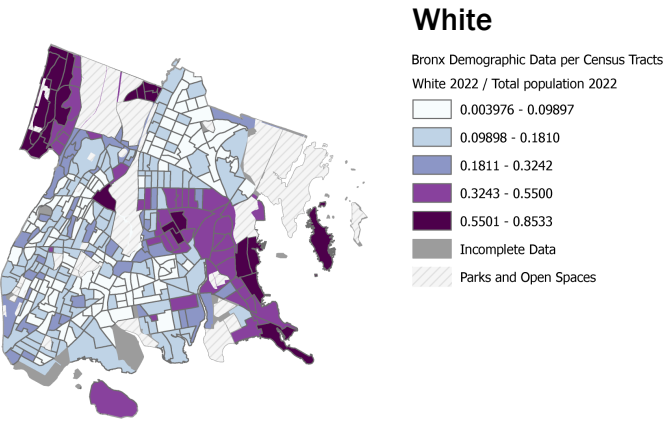 White
Bronx Demographic Data per Census Tracts
White 2022 / Total population 2022
0.003976 - 0.09897
0.09898 - 0.1810
0.1811 - 0.3242
0.3243 - 0.5500
0.5501 - 0.8533
Incomplete Data
Parks and Open Spaces